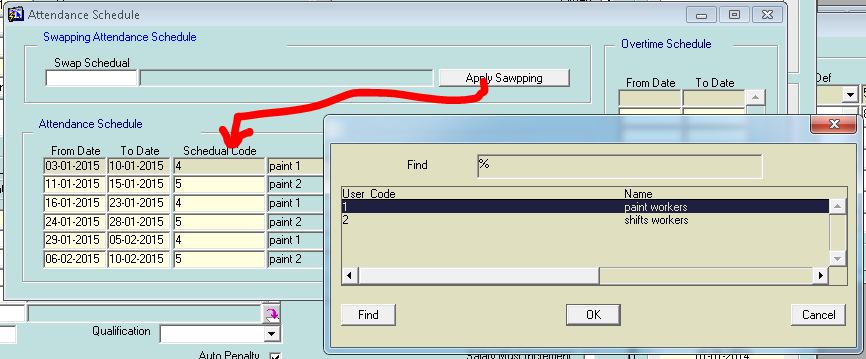 Attendance Schedule
Swapping Attendance Schedule
Swap Schedual
Apply Sawpping
Overtime Schedule
From Date To Date
Def
Attendance Schedule
From Date To Date Schedual Code
03-01-2015 10-01-2015 4 paint 1
11-01-2015 15-01-2015 5 paint 2
16-01-2015 23-01-2015 4 paint 1
24-01-2015 28-01-2015 5 paint 2
29-01-2015 05-02-2015 4 paint 1
06-02-2015 10-02-2015 5 paint 2
Find %
User Code Name
1 paint workers
2 shifts workers
Find OK Cancel
Qualification
Auto Penalty